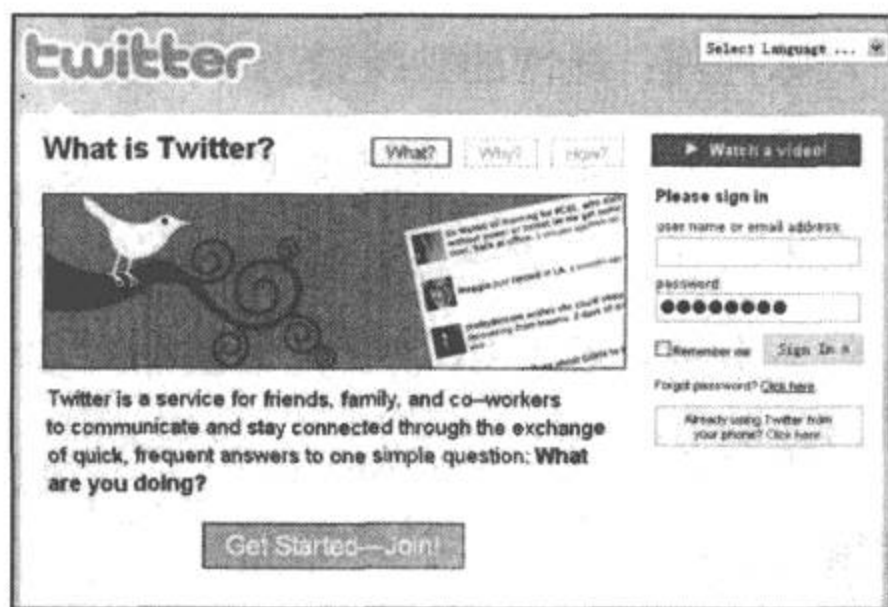 twitter
Select Language ...
What is Twitter?
What?
Why?
How?
Watch a video!
Please sign in
user name or email address:
password:
Remember me
Sign In
Forgot password? Click here.
Already using Twitter from
your phone? Click here.
Twitter is a service for friends, family, and co–workers
to communicate and stay connected through the exchange
of quick, frequent answers to one simple question: What
are you doing?
Get Started—Join!